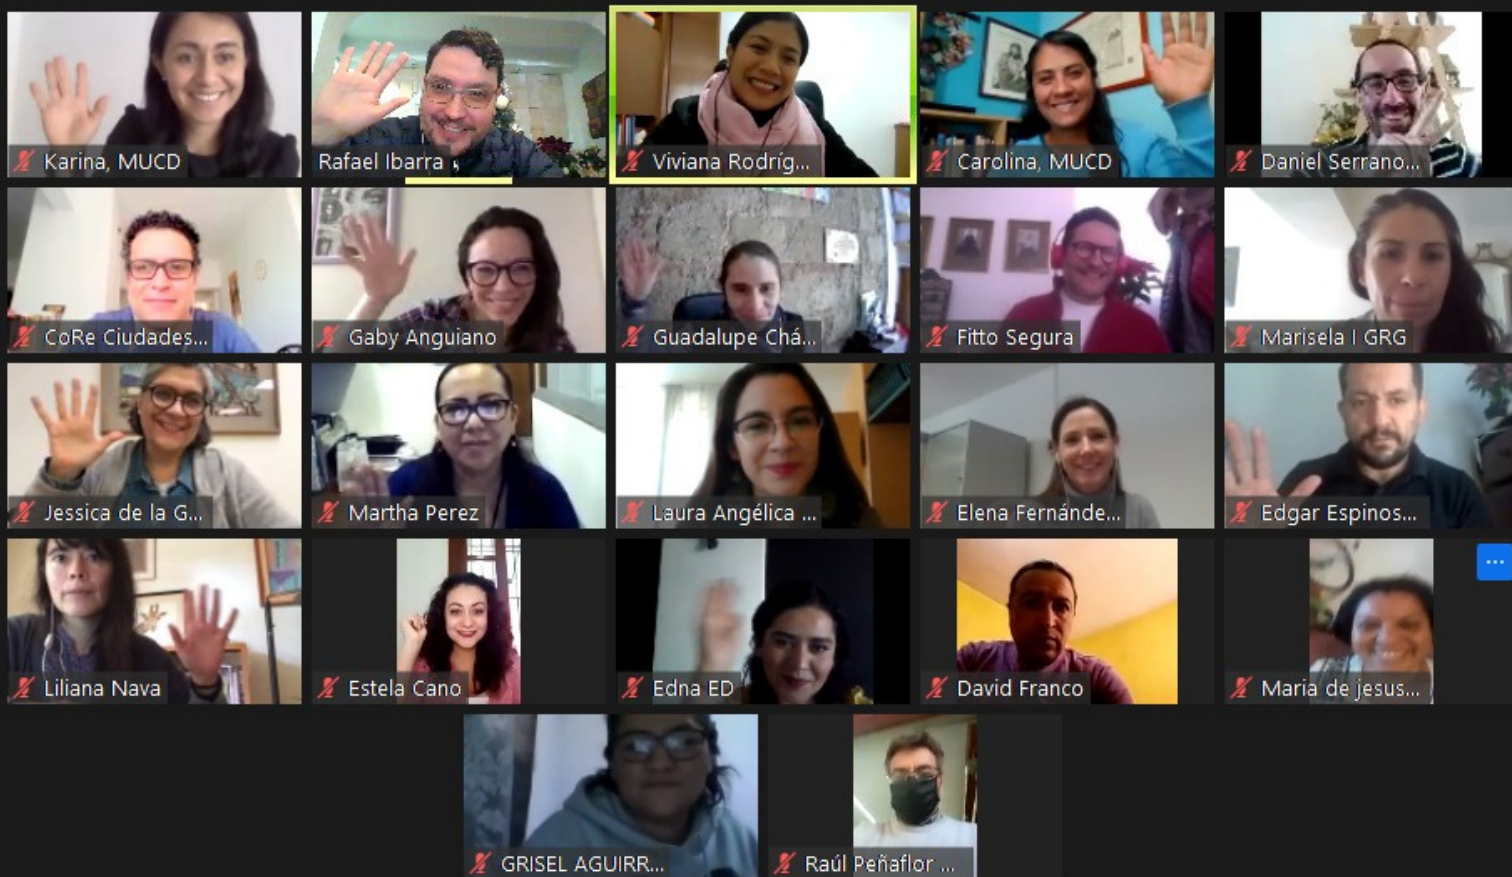 Karina, MUCD
Rafael Ibarra
Viviana Rodríg...
Carolina, MUCD
Daniel Serrano...
CoRe Ciudades...
Gaby Anguiano
Guadalupe Chá...
Fitto Segura
Marisela I GRG
Jessica de la G...
Martha Perez
Laura Angélica ...
Elena Fernánde...
Edgar Espinos...
Liliana Nava
Estela Cano
Edna ED
David Franco
Maria de jesus...
GRISEL AGUIRR...
Raúl Peñaflor ...